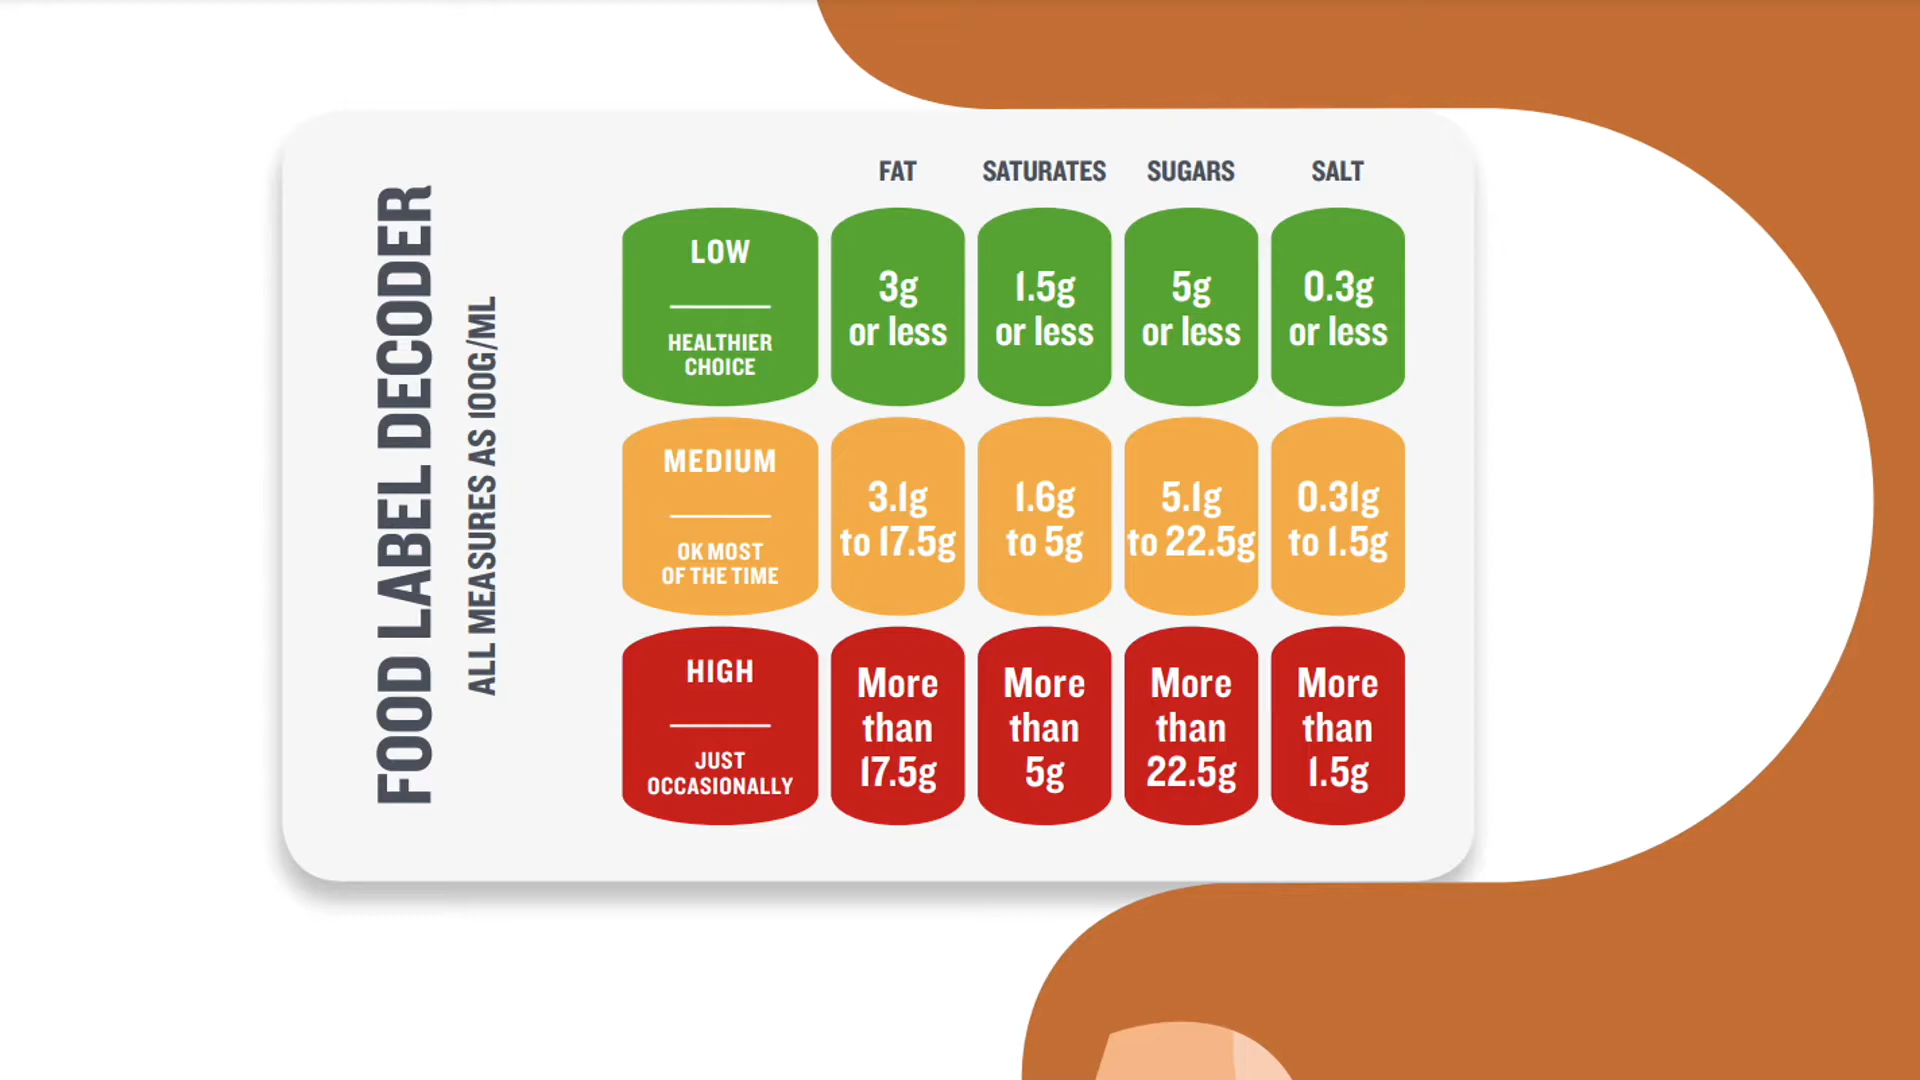 FOOD LABEL DECODER
ALL MEASURES AS 100G/ML
FAT SATURATES SUGARS SALT
LOW
HEALTHIER
CHOICE
3g
or less
1.5g
or less
5g
or less
0.3g
or less
MEDIUM
OK MOST
OF THE TIME
3.1g
to 17.5g
1.6g
to 5g
5.1g
to 22.5g
0.31g
to 1.5g
HIGH
JUST
OCCASIONALLY
More
than
17.5g
More
than
5g
More
than
22.5g
More
than
1.5g